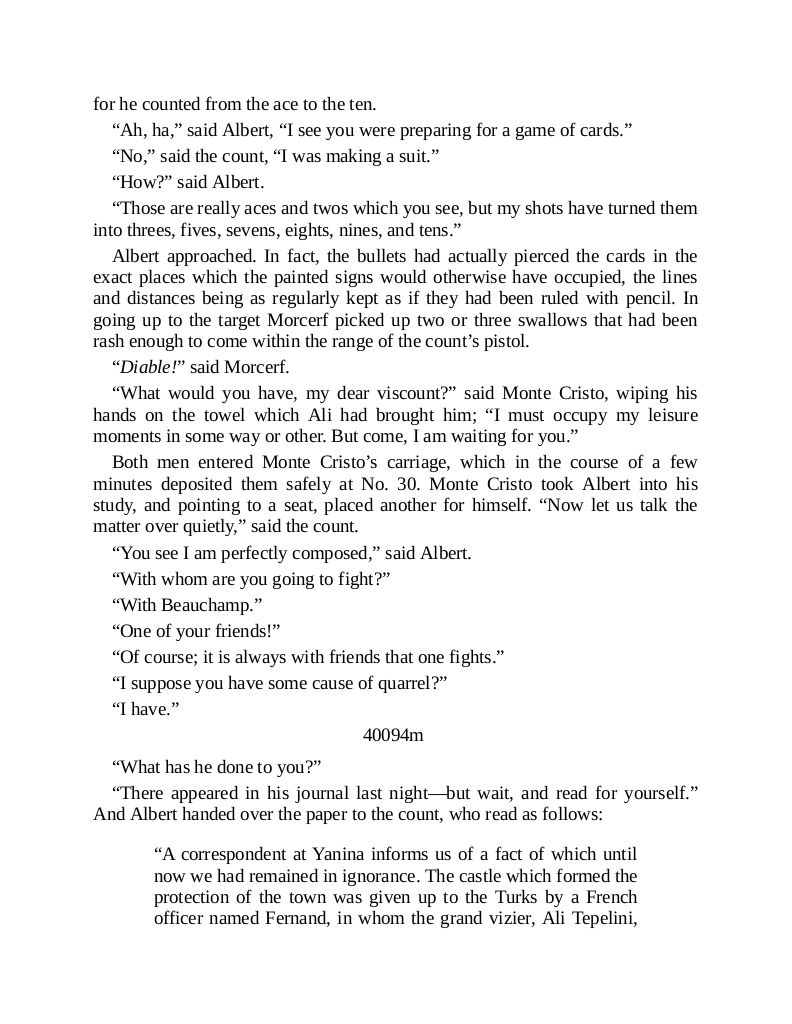 for he counted from the ace to the ten.
“Ah, ha,” said Albert, “I see you were preparing for a game of cards.”
“No,” said the count, “I was making a suit.”
“How?” said Albert.
“Those are really aces and twos which you see, but my shots have turned them
into threes, fives, sevens, eights, nines, and tens.”
Albert approached. In fact, the bullets had actually pierced the cards in the
exact places which the painted signs would otherwise have occupied, the lines
and distances being as regularly kept as if they had been ruled with pencil. In
going up to the target Morcerf picked up two or three swallows that had been
rash enough to come within the range of the count’s pistol.
“Diable!” said Morcerf.
“What would you have, my dear viscount?” said Monte Cristo, wiping his
hands on the towel which Ali had brought him; “I must occupy my leisure
moments in some way or other. But come, I am waiting for you.”
Both men entered Monte Cristo’s carriage, which in the course of a few
minutes deposited them safely at No. 30. Monte Cristo took Albert into his
study, and pointing to a seat, placed another for himself. “Now let us talk the
matter over quietly,” said the count.
“You see I am perfectly composed,” said Albert.
“With whom are you going to fight?”
“With Beauchamp.”
“One of your friends!”
“Of course; it is always with friends that one fights.”
“I suppose you have some cause of quarrel?”
“I have.”
40094m
“What has he done to you?”
“There appeared in his journal last night—but wait, and read for yourself.”
And Albert handed over the paper to the count, who read as follows:
“A correspondent at Yanina informs us of a fact of which until
now we had remained in ignorance. The castle which formed the
protection of the town was given up to the Turks by a French
officer named Fernand, in whom the grand vizier, Ali Tepelini,